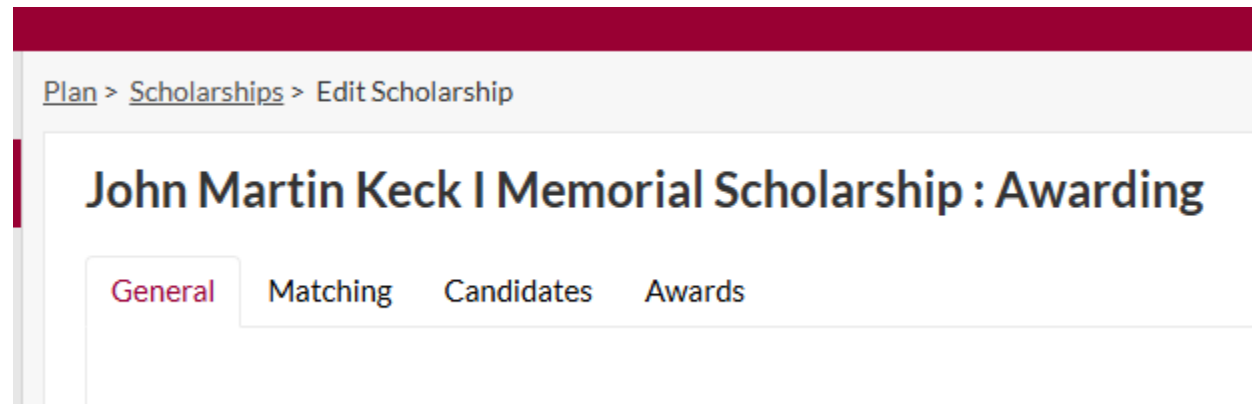 Plan > Scholarships > Edit Scholarship
John Martin Keck I Memorial Scholarship : Awarding
General Matching Candidates Awards